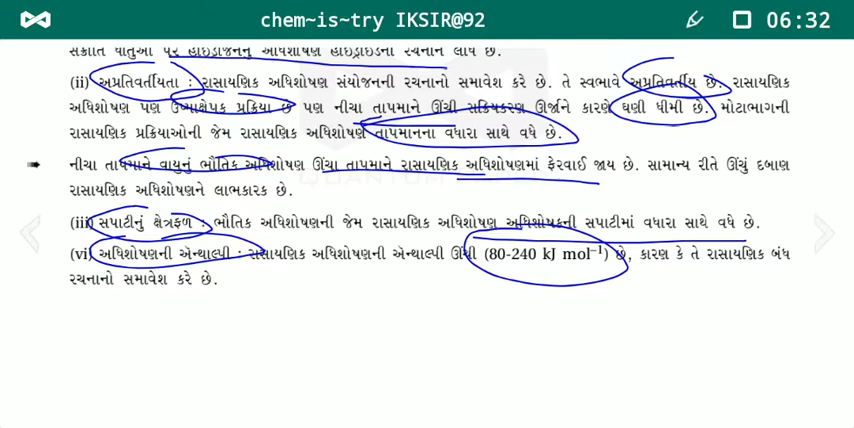 chem~is~try IKSIR@92
06:32
સંક્રાંતિ ધાતુઓ પર હાઇડ્રોજનનું અધિશોષણ હાઇડ્રાઇડની રચનાને લીધે છે.
(ii) અપ્રતિવર્તીયતા : રાસાયણિક અધિશોષણ સંયોજનની રચનાનો સમાવેશ કરે છે. તે સ્વભાવે અપ્રતિવર્તીય છે. રાસાયણિક
અધિશોષણ પણ ઉષ્માક્ષેપક પ્રક્રિયા છે પણ નીચા તાપમાને ઊંચી સક્રિયકરણ ઊર્જાને કારણે ઘણી ધીમી છે. મોટાભાગની
રાસાયણિક પ્રક્રિયાઓની જેમ રાસાયણિક અધિશોષણ તાપમાનના વધારા સાથે વધે છે.
નીચા તાપમાને વાયુનું ભૌતિક અધિશોષણ ઊંચા તાપમાને રાસાયણિક અધિશોષણમાં ફેરવાઈ જાય છે. સામાન્ય રીતે ઊંચું દબાણ
રાસાયણિક અધિશોષણને લાભકારક છે.
(iii) સપાટીનું ક્ષેત્રફળ : ભૌતિક અધિશોષણની જેમ રાસાયણિક અધિશોષણ અધિશોષકની સપાટીમાં વધારા સાથે વધે છે.
(vi) અધિશોષણની ઍન્થાલ્પી : રાસાયણિક અધિશોષણની ઍન્થાલ્પી ઊંચી (80-240 kJ mol⁻¹) છે, કારણ કે તે રાસાયણિક બંધ
રચનાનો સમાવેશ કરે છે.